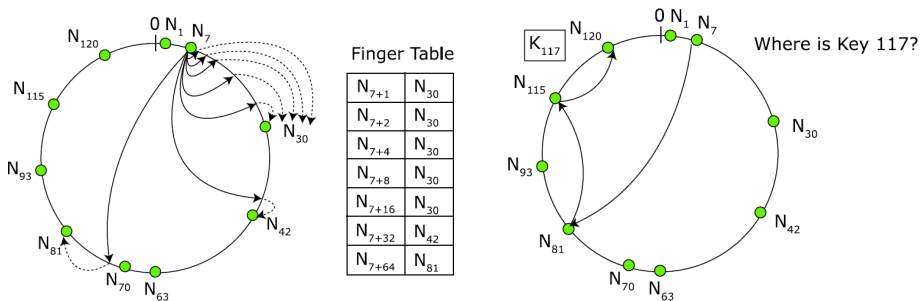 0 N1 N7
N120
N115
N93
N81
N70
N63
N42
N30
Finger Table
N7+1 N30
N7+2 N30
N7+4 N30
N7+8 N30
N7+16 N30
N7+32 N42
N7+64 N81
0 N1 N7
K117
N120
N115
N93
N81
N70
N63
N42
N30
Where is Key 117?